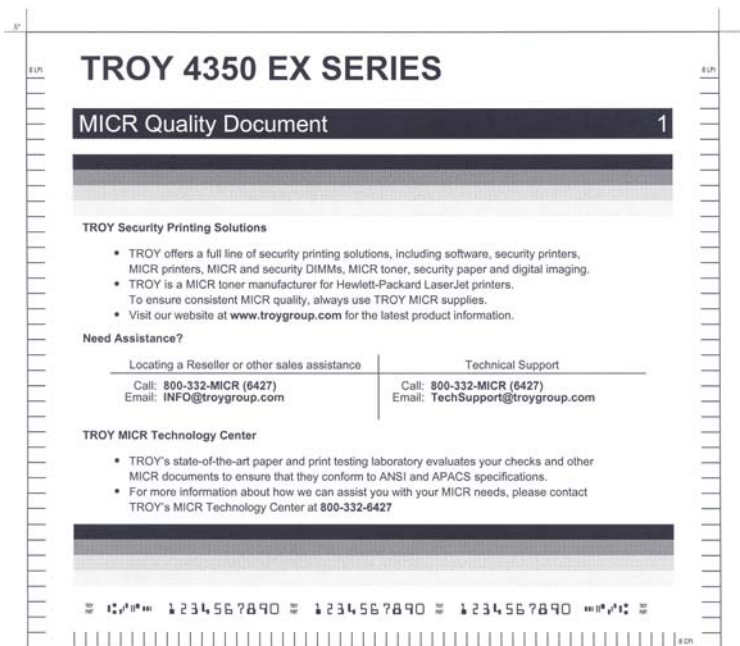 .5"
8 LPI
8 LPI
TROY 4350 EX SERIES
MICR Quality Document 1
TROY Security Printing Solutions
• TROY offers a full line of security printing solutions, including software, security printers,
MICR printers, MICR and security DIMMs, MICR toner, security paper and digital imaging.
• TROY is a MICR toner manufacturer for Hewlett-Packard LaserJet printers.
To ensure consistent MICR quality, always use TROY MICR supplies.
• Visit our website at www.troygroup.com for the latest product information.
Need Assistance?
Locating a Reseller or other sales assistance
Call: 800-332-MICR (6427)
Email: INFO@troygroup.com
Technical Support
Call: 800-332-MICR (6427)
Email: TechSupport@troygroup.com
TROY MICR Technology Center
• TROY's state-of-the-art paper and print testing laboratory evaluates your checks and other
MICR documents to ensure that they conform to ANSI and APACS specifications.
• For more information about how we can assist you with your MICR needs, please contact
TROY's MICR Technology Center at 800-332-6427
⑆⑈⑇⑉ 1234567890 1234567890 1234567890 ⑉⑇⑈⑆
8 CPI